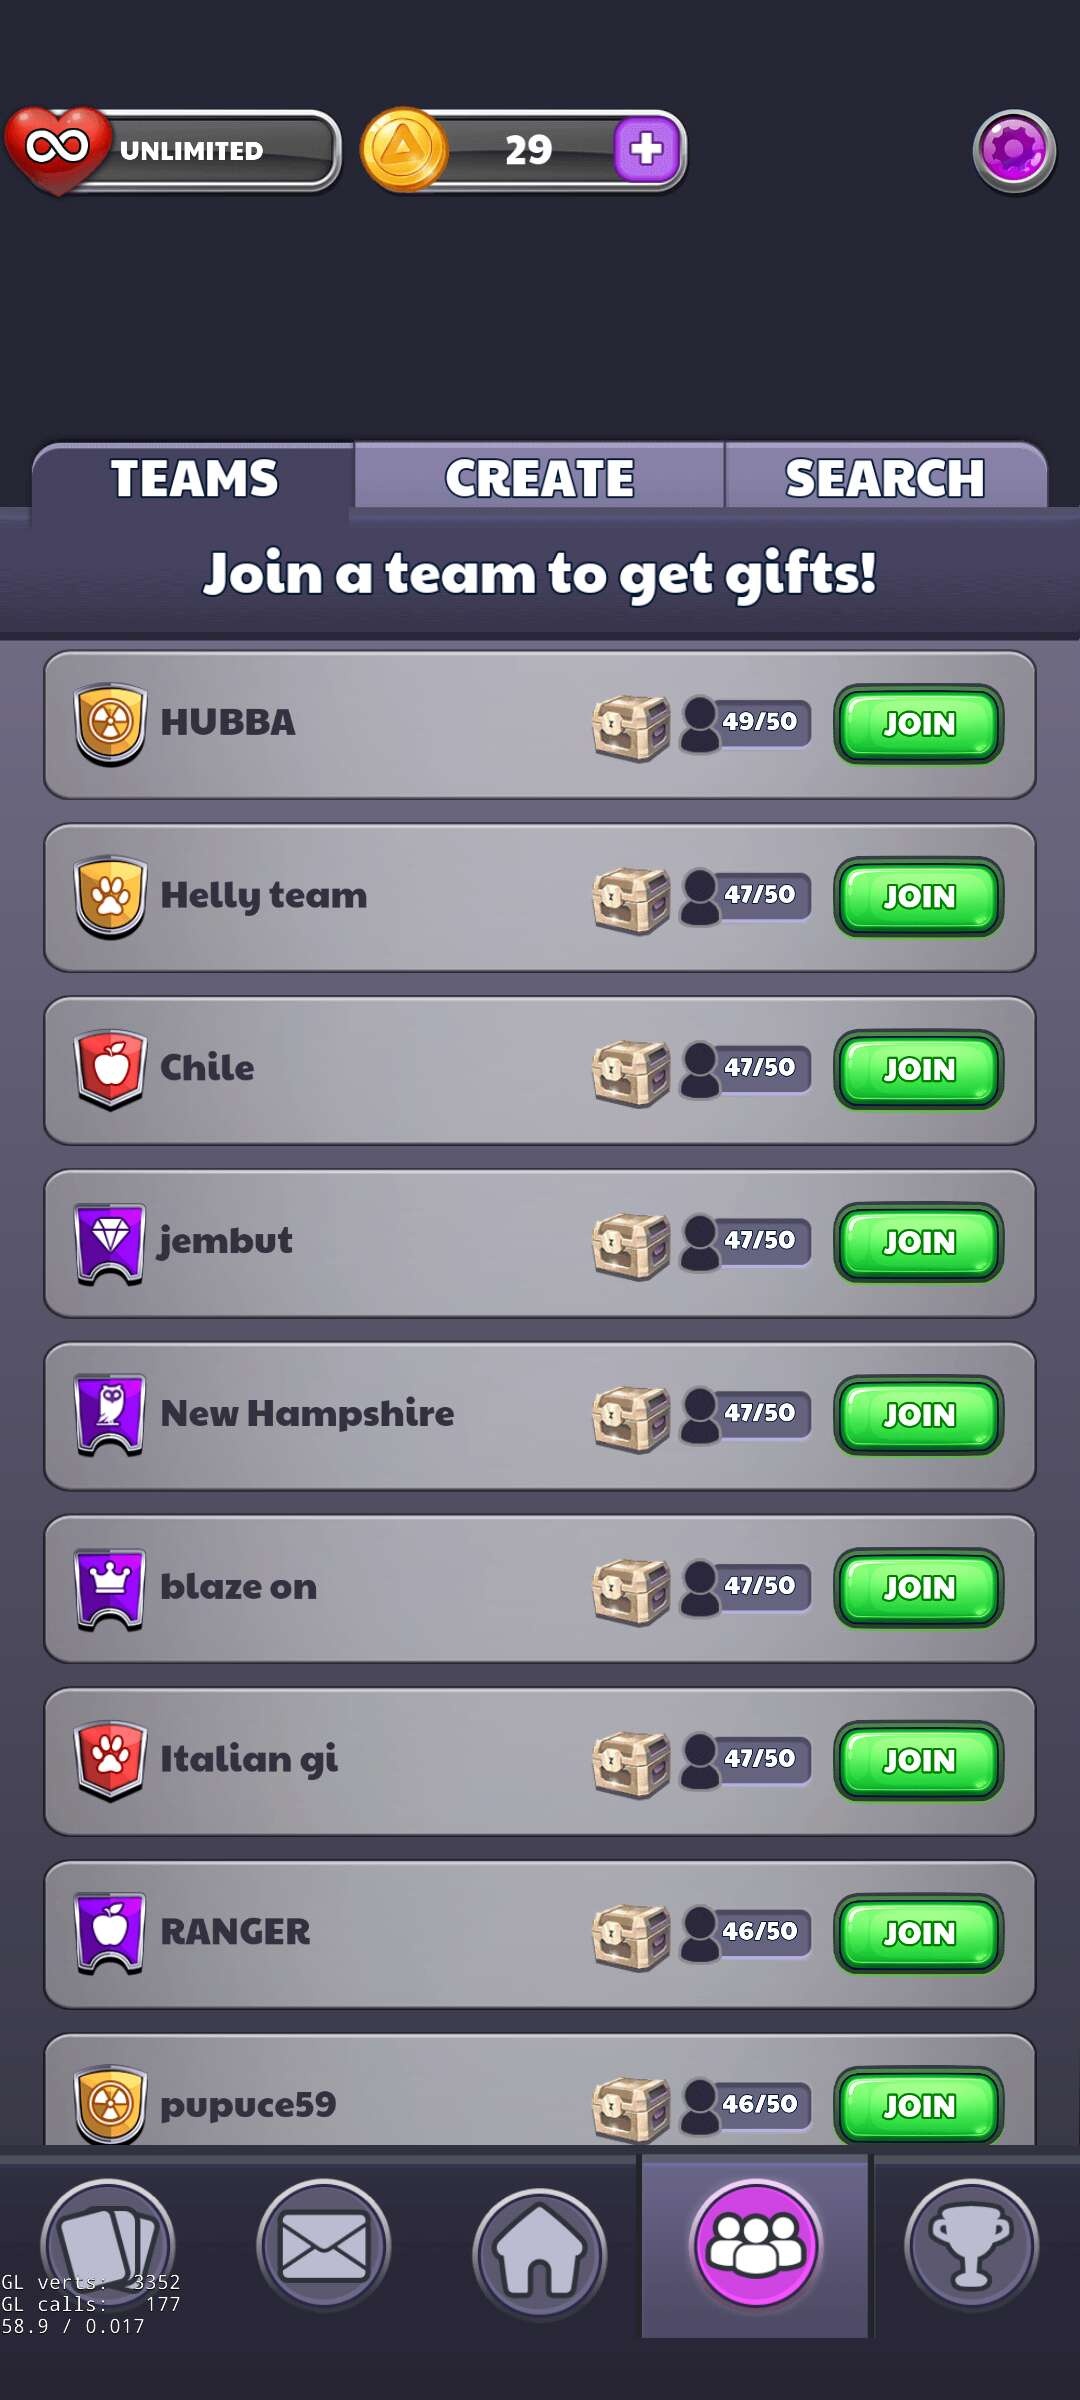 UNLIMITED
29
TEAMS
CREATE
SEARCH
Join a team to get gifts!
HUBBA
49/50
JOIN
Helly team
47/50
JOIN
Chile
47/50
JOIN
jembut
47/50
JOIN
New Hampshire
47/50
JOIN
blaze on
47/50
JOIN
Italian gi
47/50
JOIN
RANGER
46/50
JOIN
pupuce59
46/50
JOIN
GL verts: 3352
GL calls: 177
58.9 / 0.017